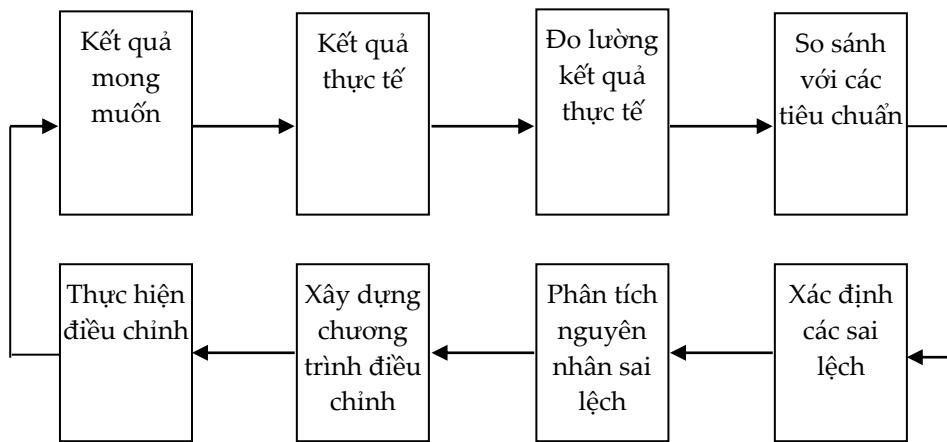 Kết quả
mong
muốn
Kết quả
thực tế
Đo lường
kết quả
thực tế
So sánh
với các
tiêu chuẩn
Thực hiện
điều chỉnh
Xây dựng
chương
trình điều
chỉnh
Phân tích
nguyên
nhân sai
lệch
Xác định
các sai
lệch